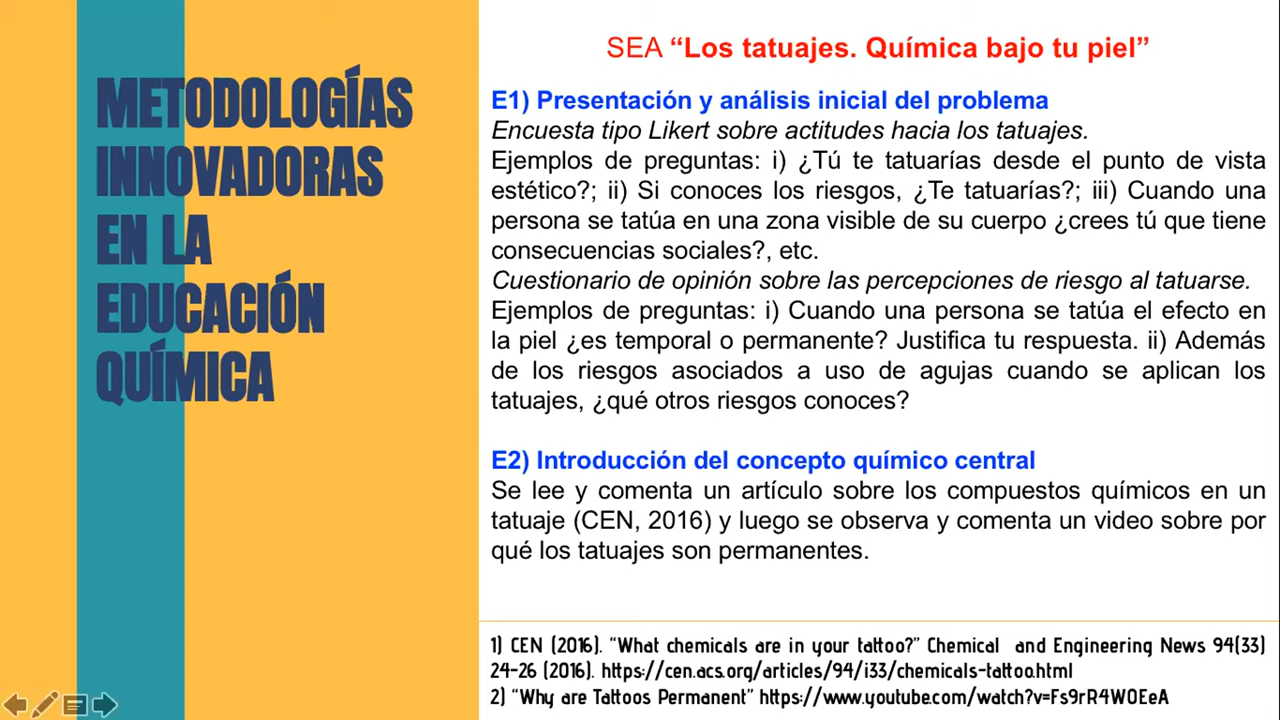 METODOLOGÍAS
INNOVADORAS
EN LA
EDUCACIÓN
QUÍMICA
SEA “Los tatuajes. Química bajo tu piel”
E1) Presentación y análisis inicial del problema
Encuesta tipo Likert sobre actitudes hacia los tatuajes.
Ejemplos de preguntas: i) ¿Tú te tatuarías desde el punto de vista
estético?; ii) Si conoces los riesgos, ¿Te tatuarías?; iii) Cuando una
persona se tatúa en una zona visible de su cuerpo ¿crees tú que tiene
consecuencias sociales?, etc.
Cuestionario de opinión sobre las percepciones de riesgo al tatuarse.
Ejemplos de preguntas: i) Cuando una persona se tatúa el efecto en
la piel ¿es temporal o permanente? Justifica tu respuesta. ii) Además
de los riesgos asociados a uso de agujas cuando se aplican los
tatuajes, ¿qué otros riesgos conoces?
E2) Introducción del concepto químico central
Se lee y comenta un artículo sobre los compuestos químicos en un
tatuaje (CEN, 2016) y luego se observa y comenta un video sobre por
qué los tatuajes son permanentes.
1) CEN (2016). “What chemicals are in your tattoo?” Chemical and Engineering News 94(33)
24-26 (2016). https://cen.acs.org/articles/94/i33/chemicals-tattoo.html
2) “Why are Tattoos Permanent” https://www.youtube.com/watch?v=Fs9rR4W0EeA